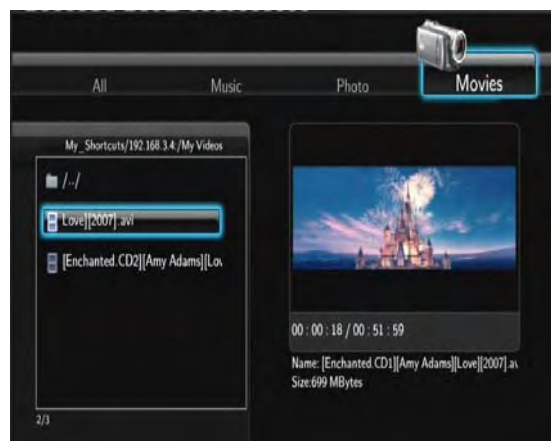 All Music Photo Movies
My_Shortcuts/192.168.3.4:/My Videos
/../
Love][2007].avi
[Enchanted.CD2][Amy Adams][Lov
00 : 00 : 18 / 00 : 51 : 59
Name: [Enchanted.CD1][Amy Adams][Love][2007].av
Size:699 MBytes
2/3